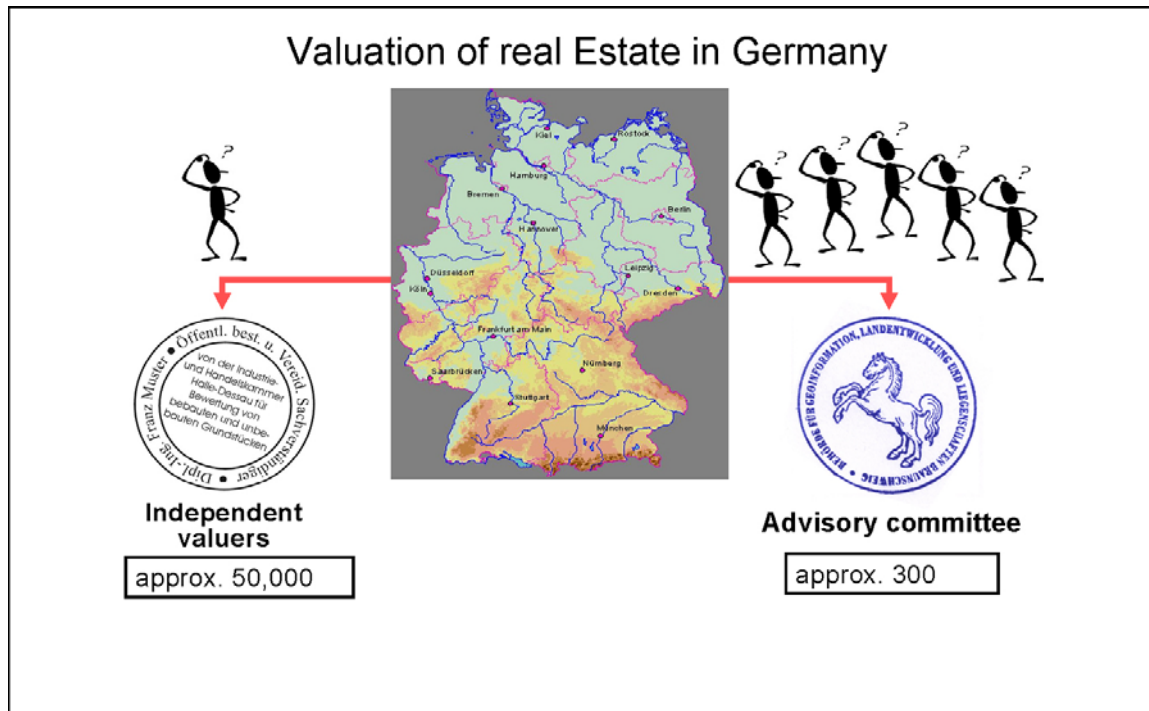 Valuation of real Estate in Germany
?
?
?
?
?
?
Kiel
Rostock
Hamburg
Bremen
Berlin
Hannover
Düsseldorf
Leipzig
Köln
Dresden
Frankfurt am Main
Saarbrücken
Nürnberg
Stuttgart
München
Dipl.-Ing. Franz Muster • Öffentl. best. u. Vereid. Sachverständiger •
von der Industrie-
und Handelskammer
Halle-Dessau für
Bewertung von
bebauten und unbe-
bauten Grundstücken
BEHÖRDE FÜR GEOINFORMATION, LANDENTWICKLUNG UND LIEGENSCHAFTEN BRAUNSCHWEIG •
Independent
valuers
approx. 50,000
Advisory committee
approx. 300